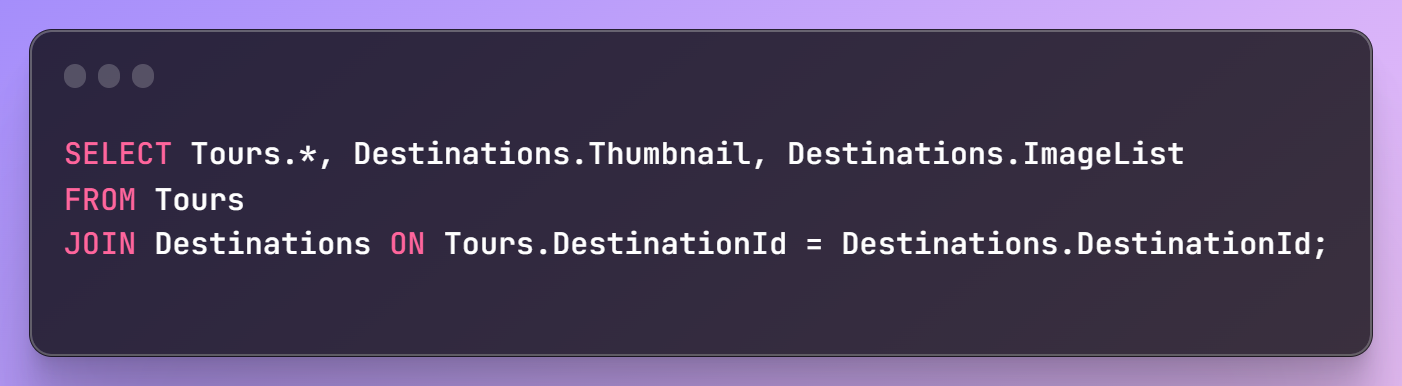 SELECT Tours.*, Destinations.Thumbnail, Destinations.ImageList
FROM Tours
JOIN Destinations ON Tours.DestinationId = Destinations.DestinationId;